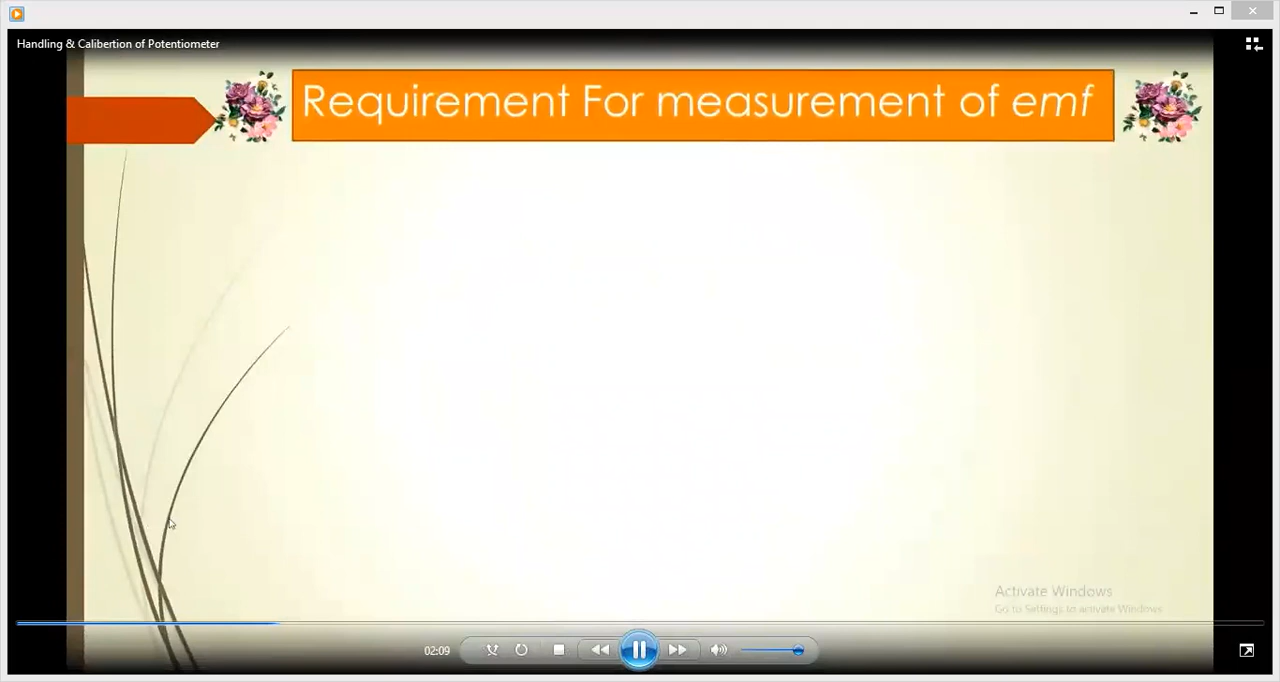 Handling & Calibertion of Potentiometer
Requirement For measurement of emf
Activate Windows
Go to Settings to activate Windows
02:09